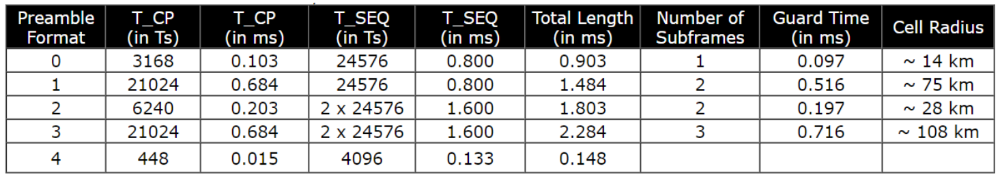 Preamble Format | T_CP (in Ts) | T_CP (in ms) | T_SEQ (in Ts) | T_SEQ (in ms) | Total Length (in ms) | Number of Subframes | Guard Time (in ms) | Cell Radius
0 | 3168 | 0.103 | 24576 | 0.800 | 0.903 | 1 | 0.097 | ~ 14 km
1 | 21024 | 0.684 | 24576 | 0.800 | 1.484 | 2 | 0.516 | ~ 75 km
2 | 6240 | 0.203 | 2 x 24576 | 1.600 | 1.803 | 2 | 0.197 | ~ 28 km
3 | 21024 | 0.684 | 2 x 24576 | 1.600 | 2.284 | 3 | 0.716 | ~ 108 km
4 | 448 | 0.015 | 4096 | 0.133 | 0.148 | | |